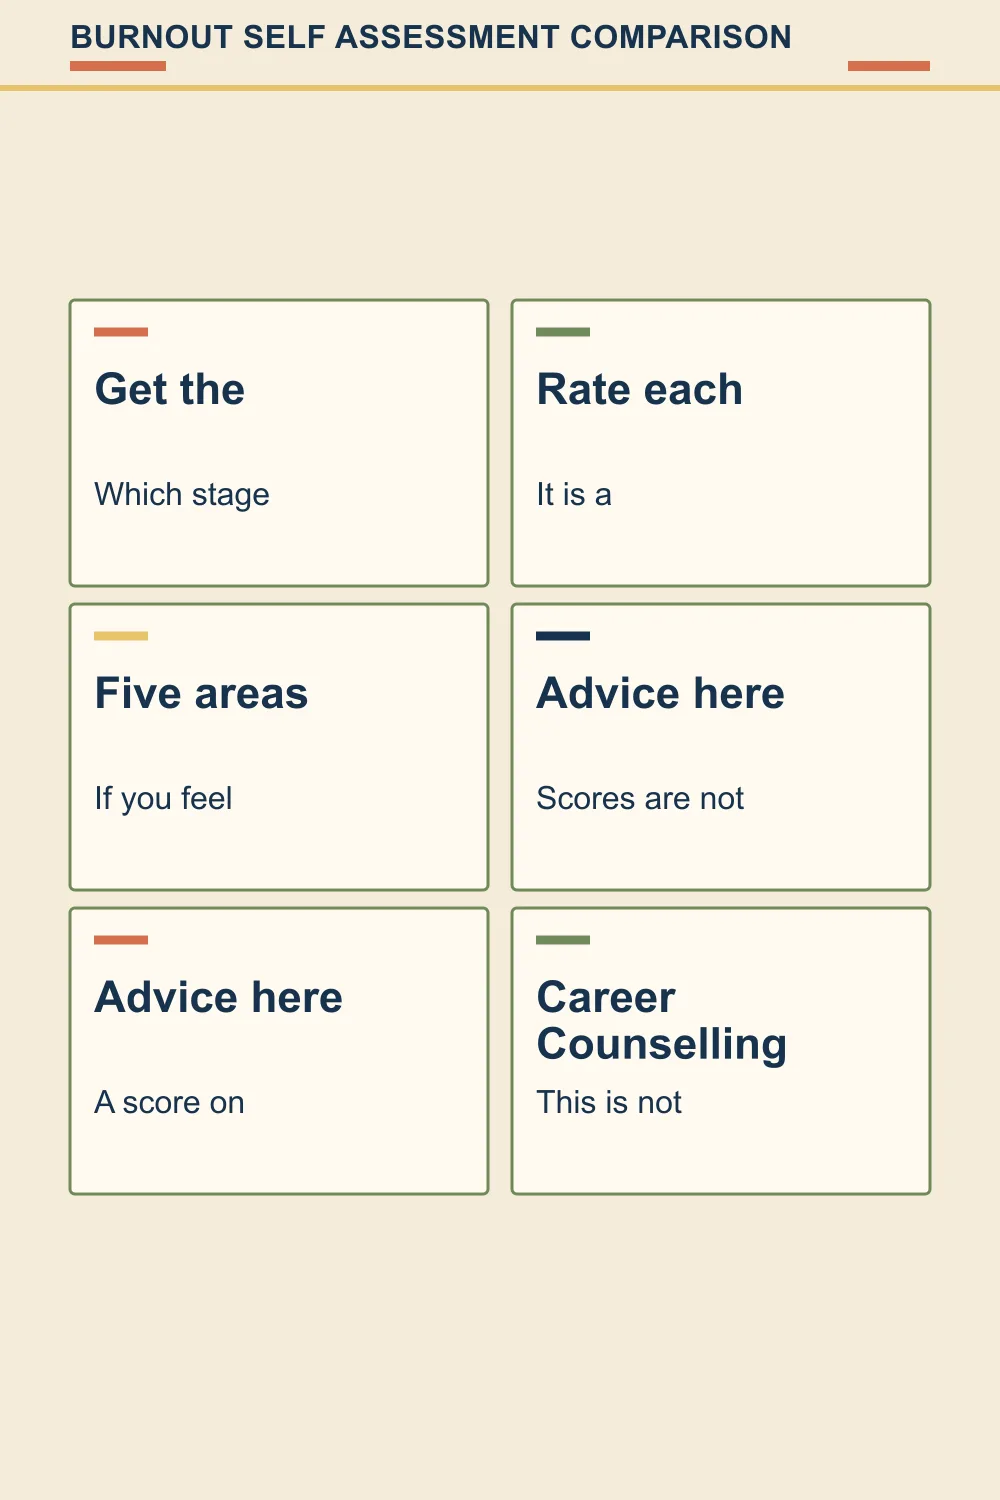 BURNOUT SELF ASSESSMENT COMPARISON
Get the
Which stage
Rate each
It is a
Five areas
If you feel
Advice here
Scores are not
Advice here
A score on
Career
Counselling
This is not